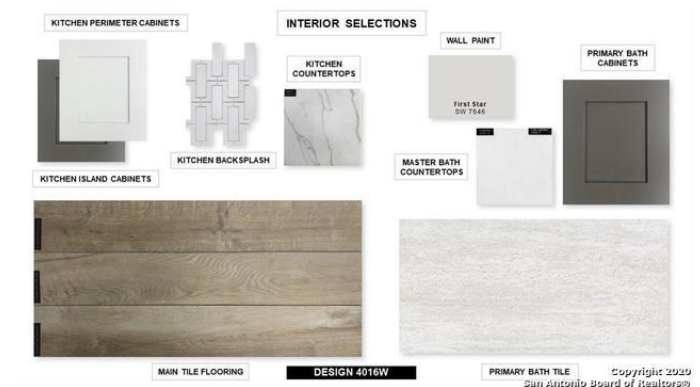 INTERIOR SELECTIONS
KITCHEN PERIMETER CABINETS
KITCHEN
COUNTERTOPS
WALL PAINT
PRIMARY BATH
CABINETS
First Star
SW 7646
KITCHEN BACKSPLASH
MASTER BATH
COUNTERTOPS
KITCHEN ISLAND CABINETS
MAIN TILE FLOORING
DESIGN 4016W
PRIMARY BATH TILE
Copyright 2020
San Antonio Board of Realtors®